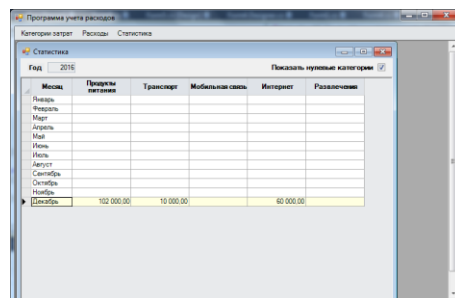 Программа учета расходов
Категории затрат Расходы Статистика
Статистика
Год 2016 Показать нулевые категории
Месяц Продукты питания Транспорт Мобильная связь Интернет Развлечения
Январь
Февраль
Март
Апрель
Май
Июнь
Июль
Август
Сентябрь
Октябрь
Ноябрь
Декабрь 102 000,00 10 000,00 60 000,00